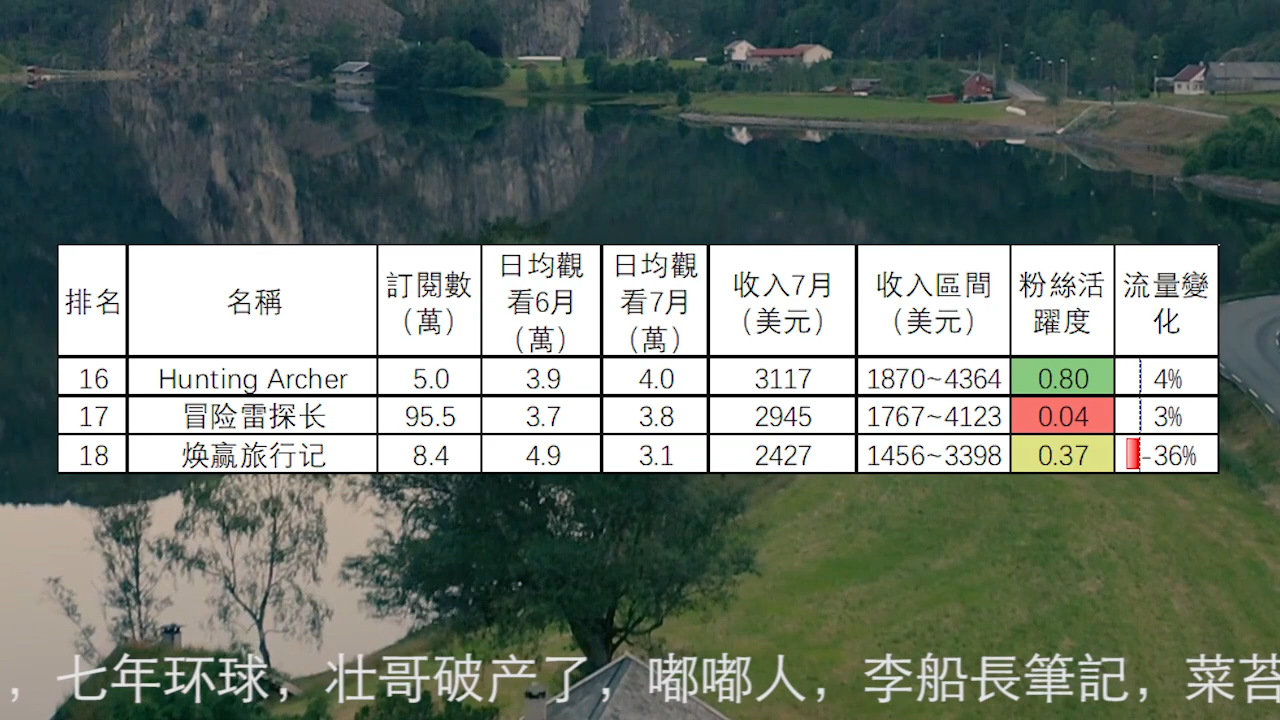 排名 名稱 訂閱數（萬） 日均觀看6月（萬） 日均觀看7月（萬） 收入7月（美元） 收入區間（美元） 粉絲活躍度 流量變化
16 Hunting Archer 5.0 3.9 4.0 3117 1870~4364 0.80 4%
17 冒险雷探长 95.5 3.7 3.8 2945 1767~4123 0.04 3%
18 焕赢旅行记 8.4 4.9 3.1 2427 1456~3398 0.37 -36%
，七年环球，壮哥破产了，嘟嘟人，李船長筆記，菜苔